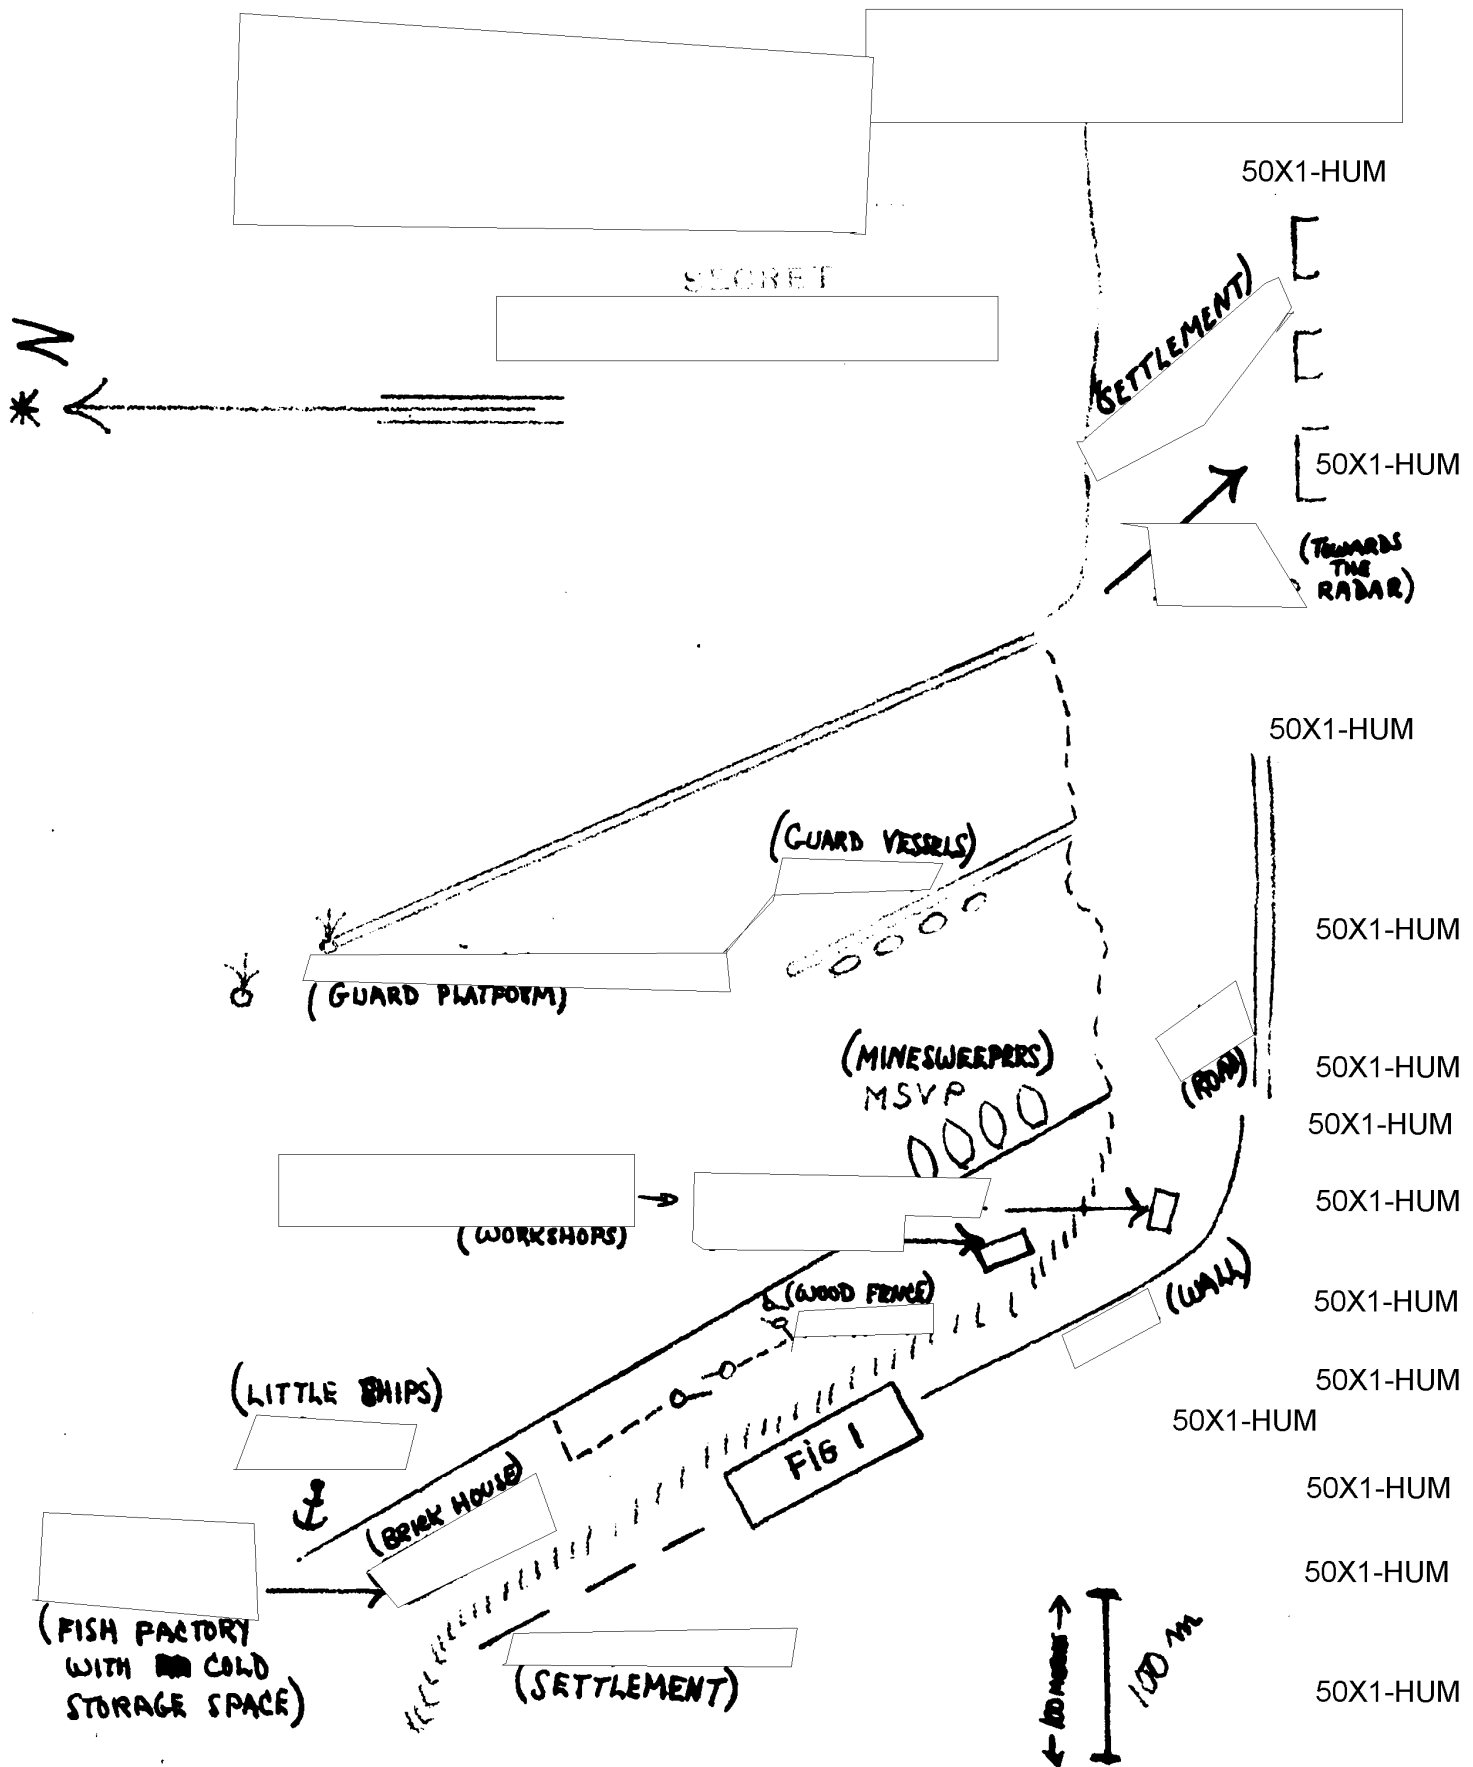 50X1-HUM
SECRET
N
(SETTLEMENT)
50X1-HUM
(TOWARDS
THE
RADAR)
50X1-HUM
(GUARD VESSELS)
50X1-HUM
(GUARD PLATFORM)
(MINESWEEPERS)
MSVP
(ROAD)
50X1-HUM
50X1-HUM
50X1-HUM
(WORKSHOPS)
(WOOD FENCE)
(WALL)
50X1-HUM
(LITTLE SHIPS)
50X1-HUM
50X1-HUM
FIG 1
(BRICK HOUSE)
50X1-HUM
50X1-HUM
(FISH FACTORY
WITH COLD
STORAGE SPACE)
(SETTLEMENT)
100 METRES
100 m
50X1-HUM